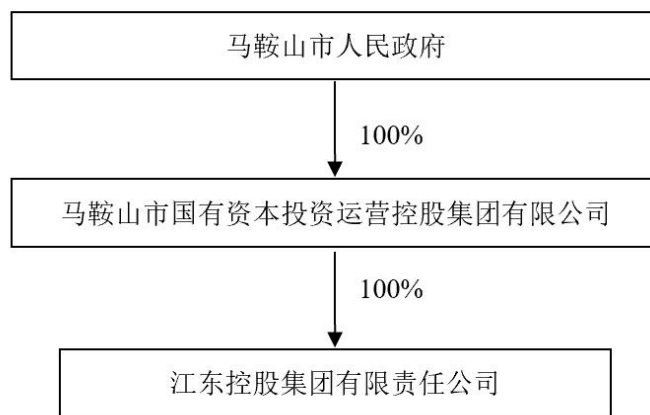 马鞍山市人民政府
100%
马鞍山市国有资本投资运营控股集团有限公司
100%
江东控股集团有限责任公司